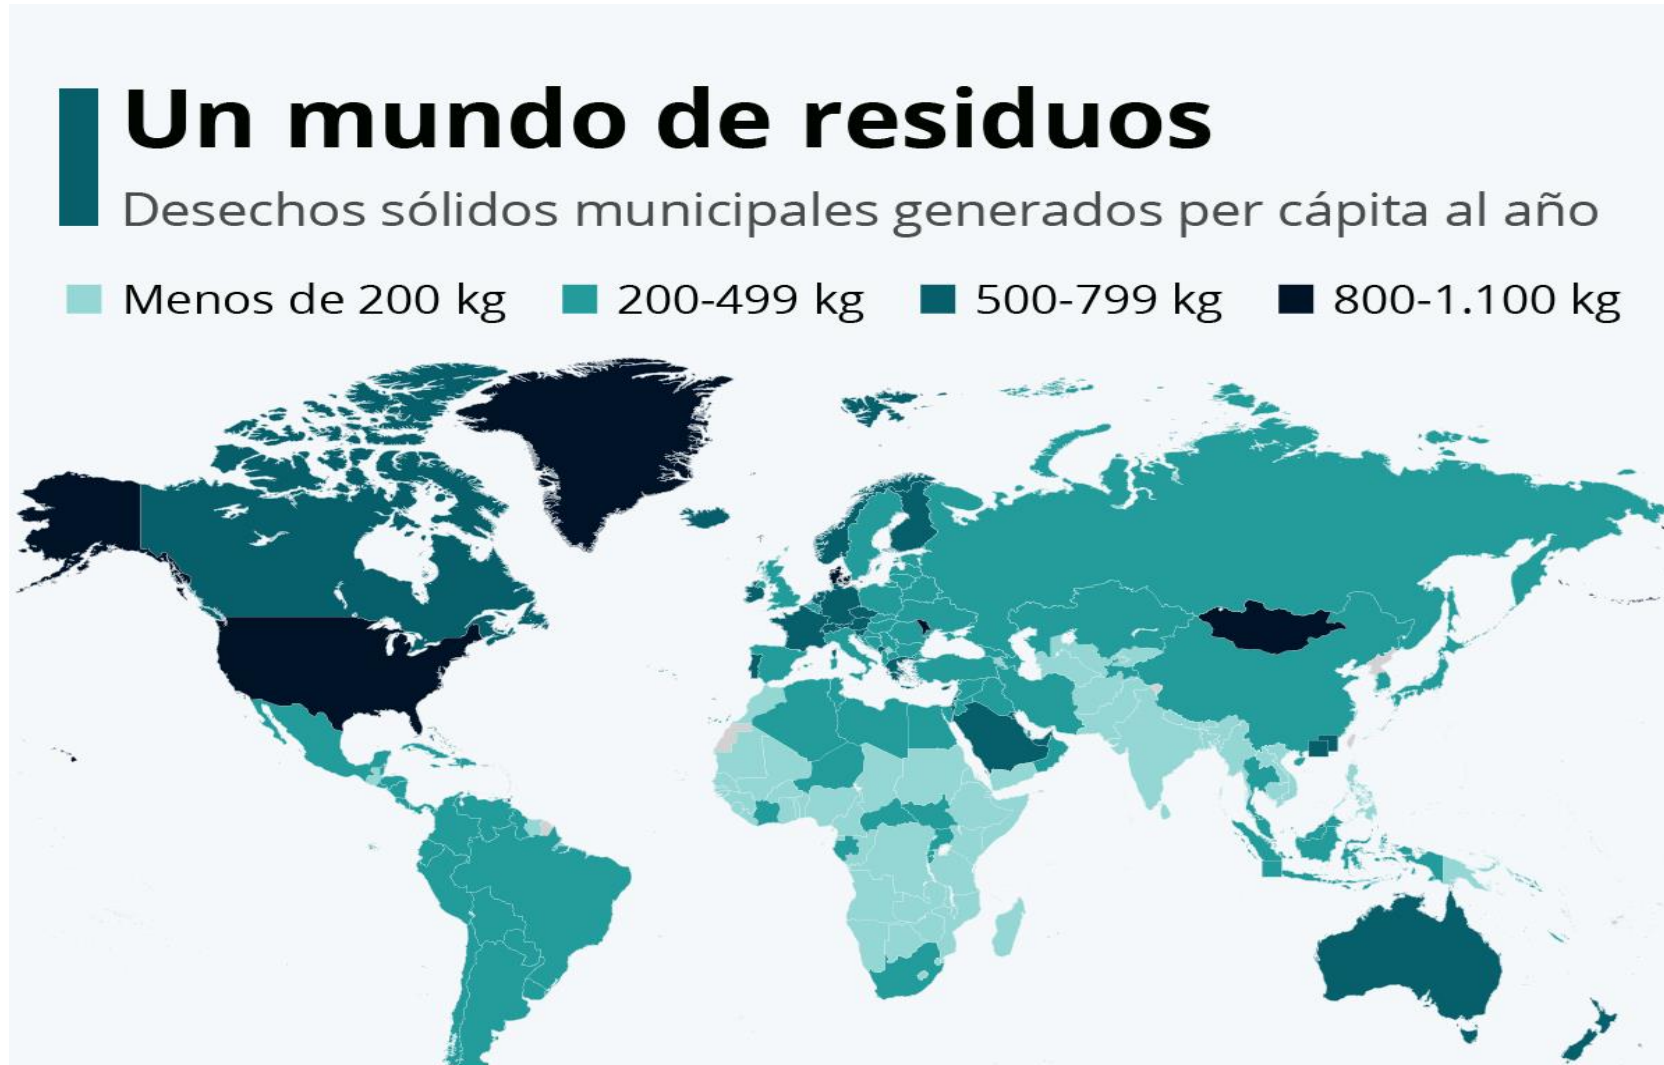 Un mundo de residuos
Desechos sólidos municipales generados per cápita al año
Menos de 200 kg 200-499 kg 500-799 kg 800-1.100 kg